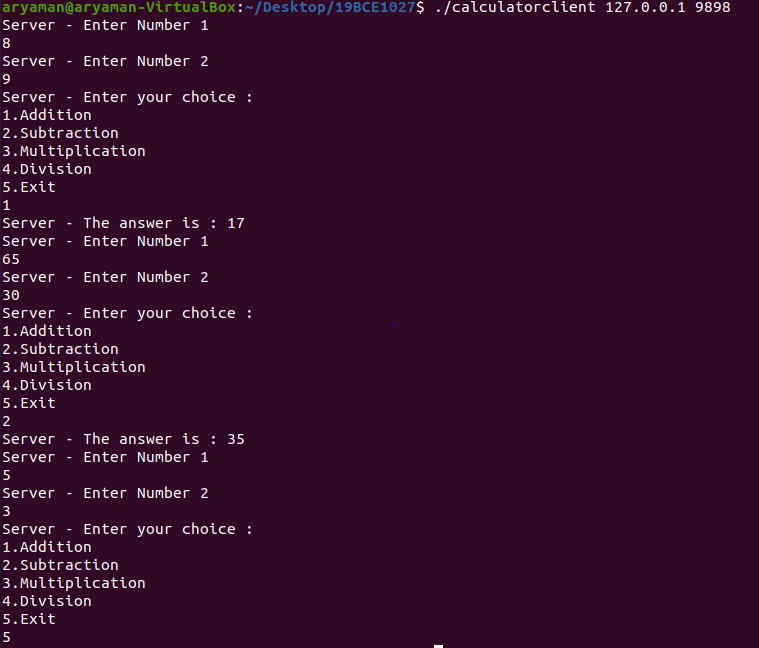 aryaman@aryaman-VirtualBox:~/Desktop/19BCE1027$ ./calculatorclient 127.0.0.1 9898
Server - Enter Number 1
8
Server - Enter Number 2
9
Server - Enter your choice :
1.Addition
2.Subtraction
3.Multiplication
4.Division
5.Exit
1
Server - The answer is : 17
Server - Enter Number 1
65
Server - Enter Number 2
30
Server - Enter your choice :
1.Addition
2.Subtraction
3.Multiplication
4.Division
5.Exit
2
Server - The answer is : 35
Server - Enter Number 1
5
Server - Enter Number 2
3
Server - Enter your choice :
1.Addition
2.Subtraction
3.Multiplication
4.Division
5.Exit
5